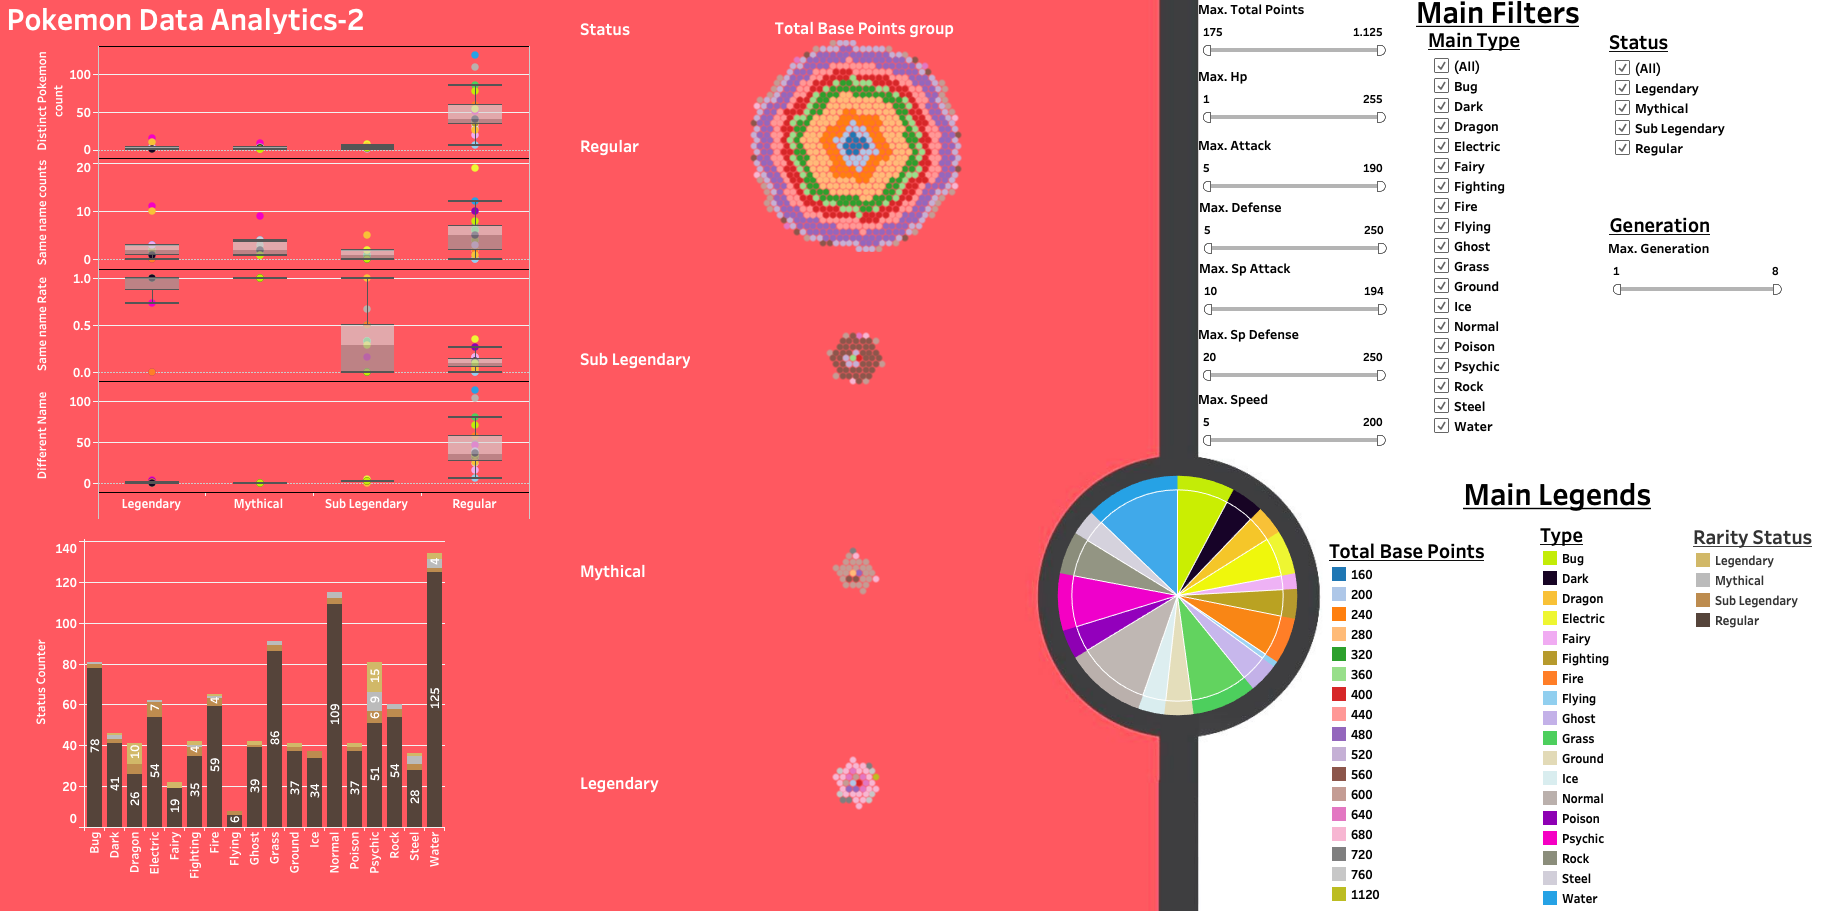 Pokemon Data Analytics-2
Distinct Pokemon
count
100
50
0
Same name counts
20
10
0
Same name Rate
1.0
0.5
0.0
Different Name
100
50
0
Legendary
Mythical
Sub Legendary
Regular
Status Counter
140
120
100
80
60
40
20
0
78
41
26
10
54
7
19
35
4
59
4
6
39
86
37
34
109
37
51
6
9
15
54
28
125
4
Bug
Dark
Dragon
Electric
Fairy
Fighting
Fire
Flying
Ghost
Grass
Ground
Ice
Normal
Poison
Psychic
Rock
Steel
Water
Status
Total Base Points group
Regular
Sub Legendary
Mythical
Legendary
Max. Total Points
175 1.125
Max. Hp
1 255
Max. Attack
5 190
Max. Defense
5 250
Max. Sp Attack
10 194
Max. Sp Defense
20 250
Max. Speed
5 200
Main Filters
Main Type
(All)
Bug
Dark
Dragon
Electric
Fairy
Fighting
Fire
Flying
Ghost
Grass
Ground
Ice
Normal
Poison
Psychic
Rock
Steel
Water
Status
(All)
Legendary
Mythical
Sub Legendary
Regular
Generation
Max. Generation
1 8
Main Legends
Total Base Points
160
200
240
280
320
360
400
440
480
520
560
600
640
680
720
760
1120
Type
Bug
Dark
Dragon
Electric
Fairy
Fighting
Fire
Flying
Ghost
Grass
Ground
Ice
Normal
Poison
Psychic
Rock
Steel
Water
Rarity Status
Legendary
Mythical
Sub Legendary
Regular